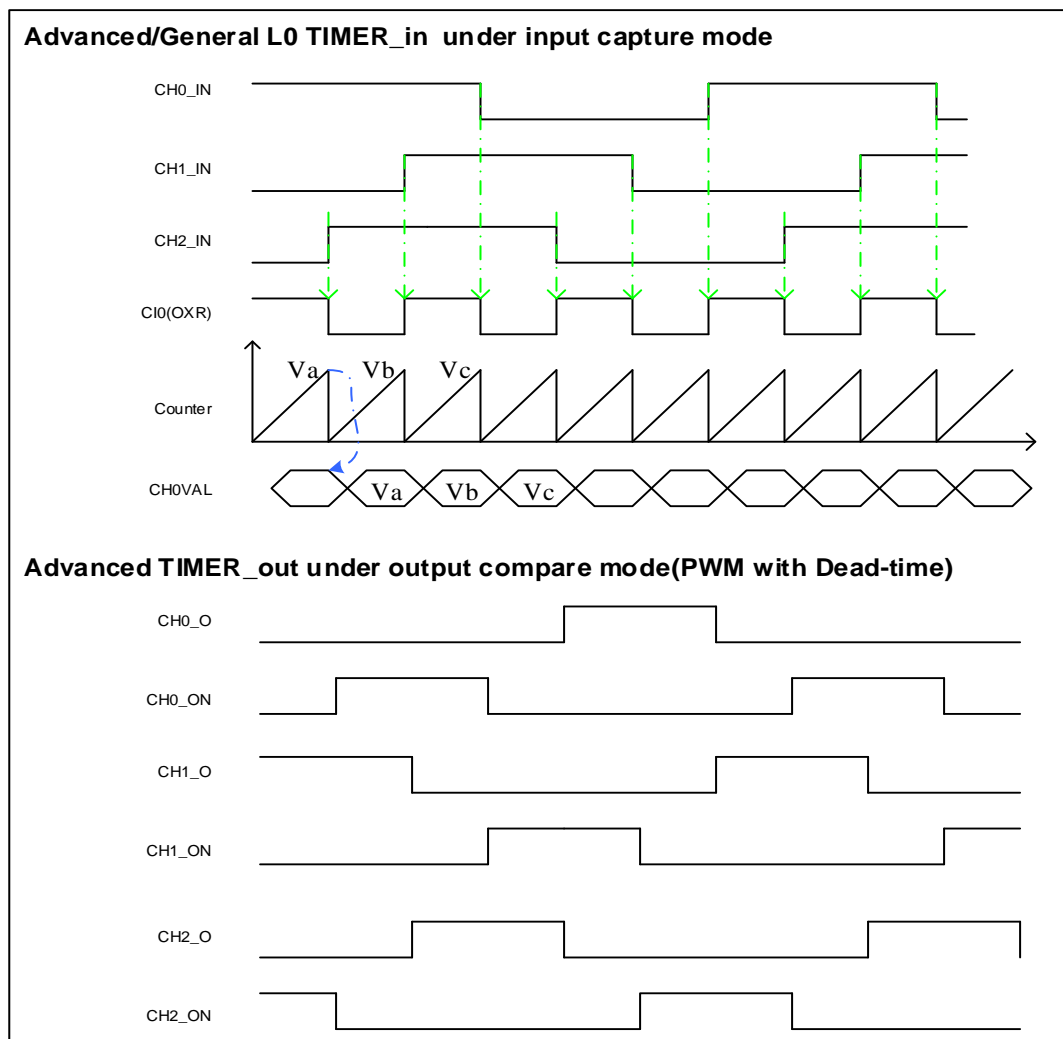 Advanced/General L0 TIMER_in under input capture mode
CH0_IN
CH1_IN
CH2_IN
CI0(OXR)
Va Vb Vc
Counter
CH0VAL Va Vb Vc
Advanced TIMER_out under output compare mode(PWM with Dead-time)
CH0_O
CH0_ON
CH1_O
CH1_ON
CH2_O
CH2_ON